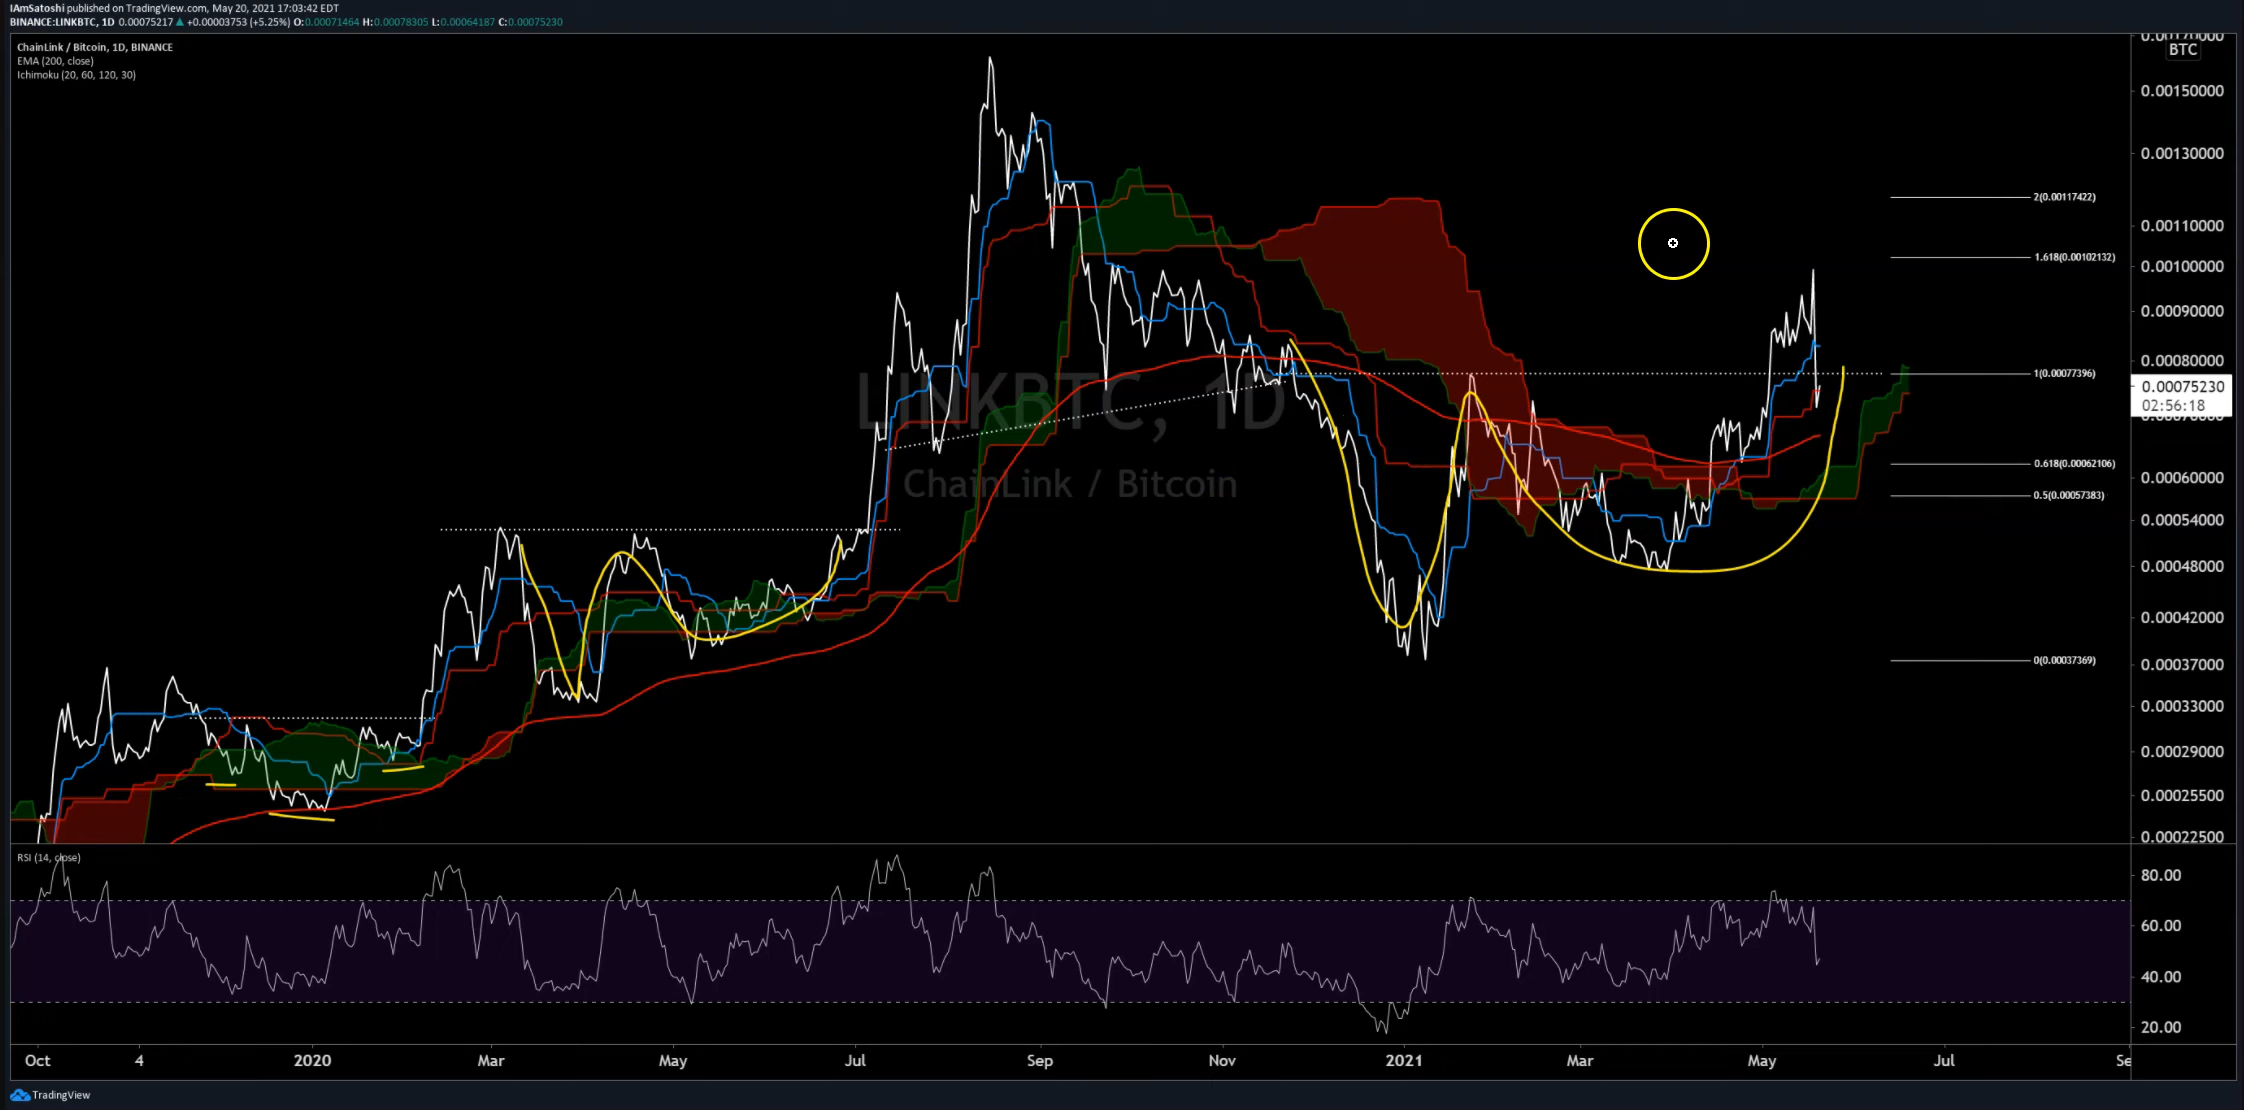 IAmSatoshi published on TradingView.com, May 20, 2021 17:03:42 EDT
BINANCE:LINKBTC, 1D 0.00075217 ▲ +0.00003753 (+5.25%) O:0.00071464 H:0.00078305 L:0.00064187 C:0.00075230
ChainLink / Bitcoin, 1D, BINANCE
EMA (200, close)
Ichimoku (20, 60, 120, 30)
BTC
0.00150000
0.00130000
2(0.00117422)
0.00110000
1.618(0.00102132)
0.00100000
0.00090000
0.00080000
1(0.00077396)
LINKBTC, 1D
0.00075230
02:56:18
0.618(0.00062106)
ChainLink / Bitcoin
0.00060000
0.5(0.00057383)
0.00054000
0.00048000
0.00042000
0(0.00037369)
0.00037000
0.00033000
0.00029000
0.00025500
0.00022500
RSI (14, close)
80.00
60.00
40.00
20.00
Oct 4 2020 Mar May Jul Sep Nov 2021 Mar May Jul
TradingView